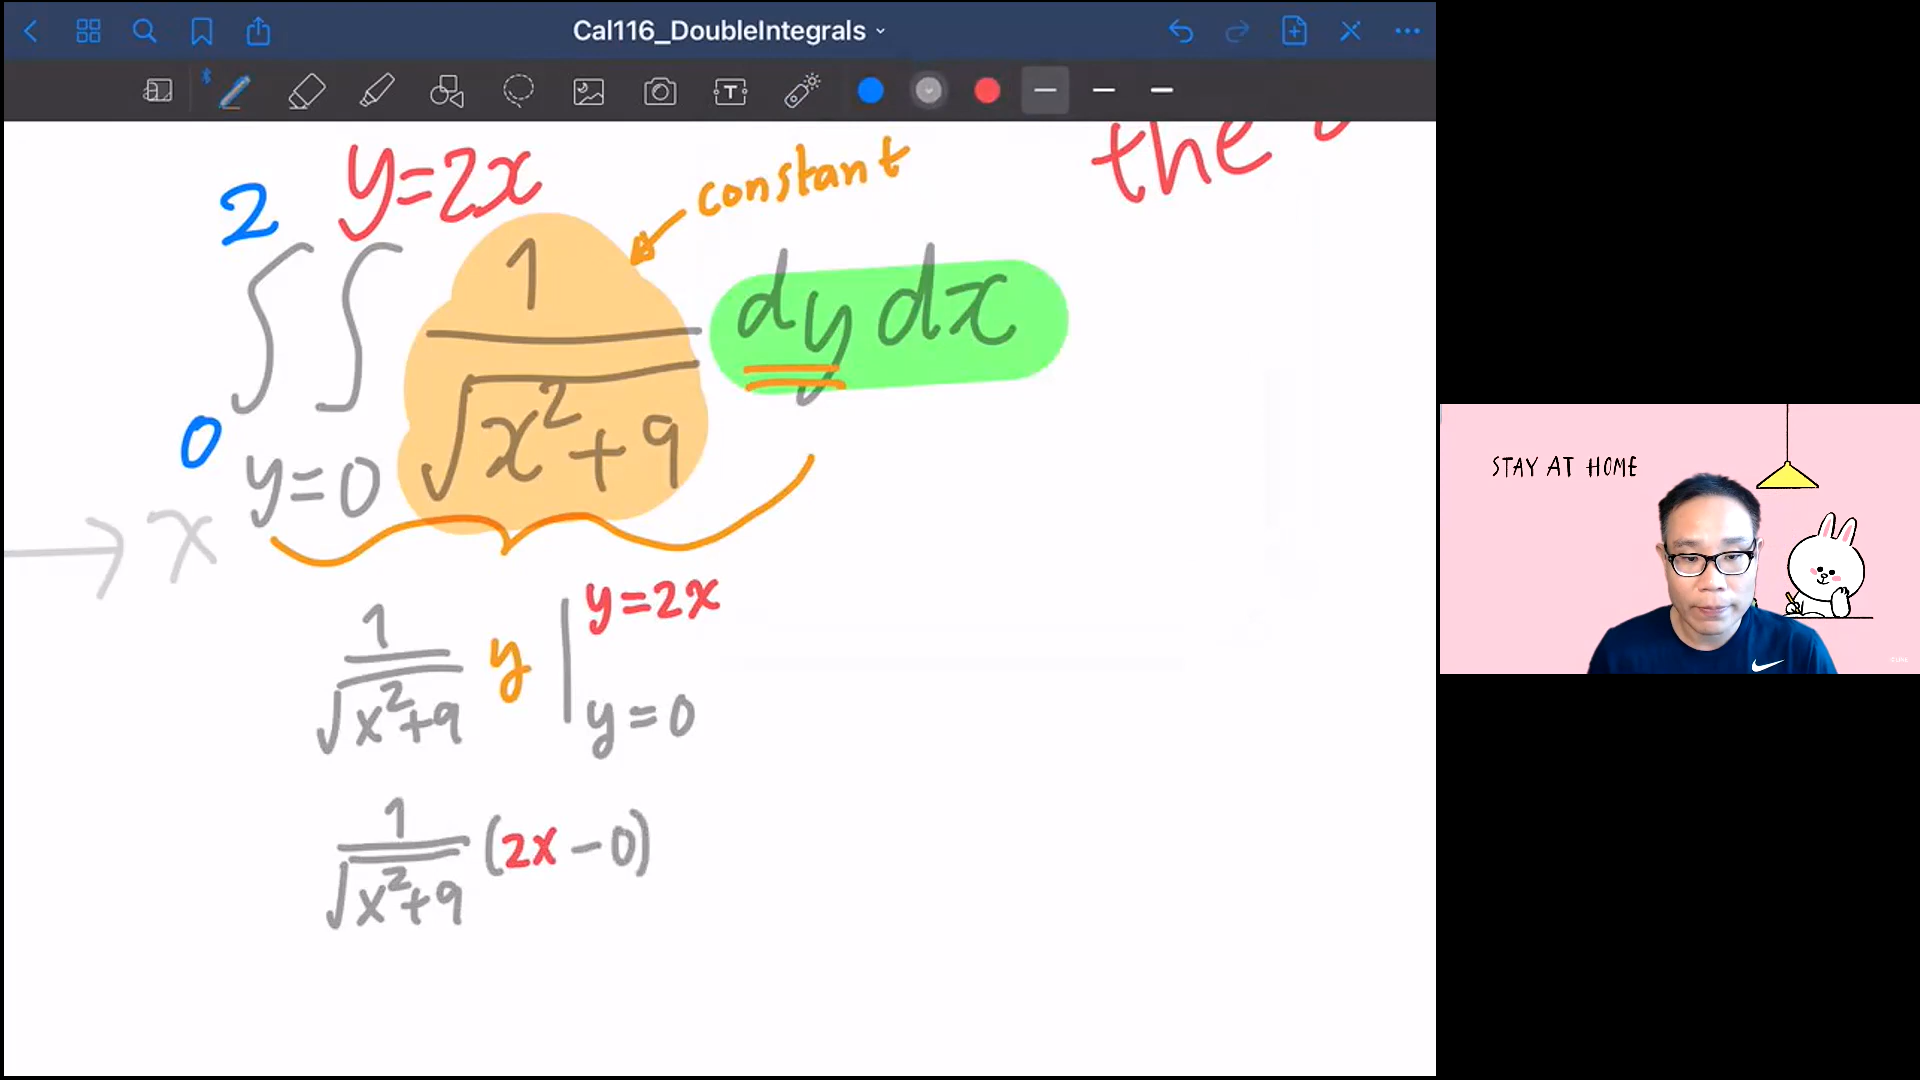 Cal116_DoubleIntegrals
y=2x
constant
the
2
∫∫ 1/√(x²+9) dy dx
0
y=0
x
1/√(x²+9) y | y=2x
y=0
1/√(x²+9) (2x-0)
STAY AT HOME